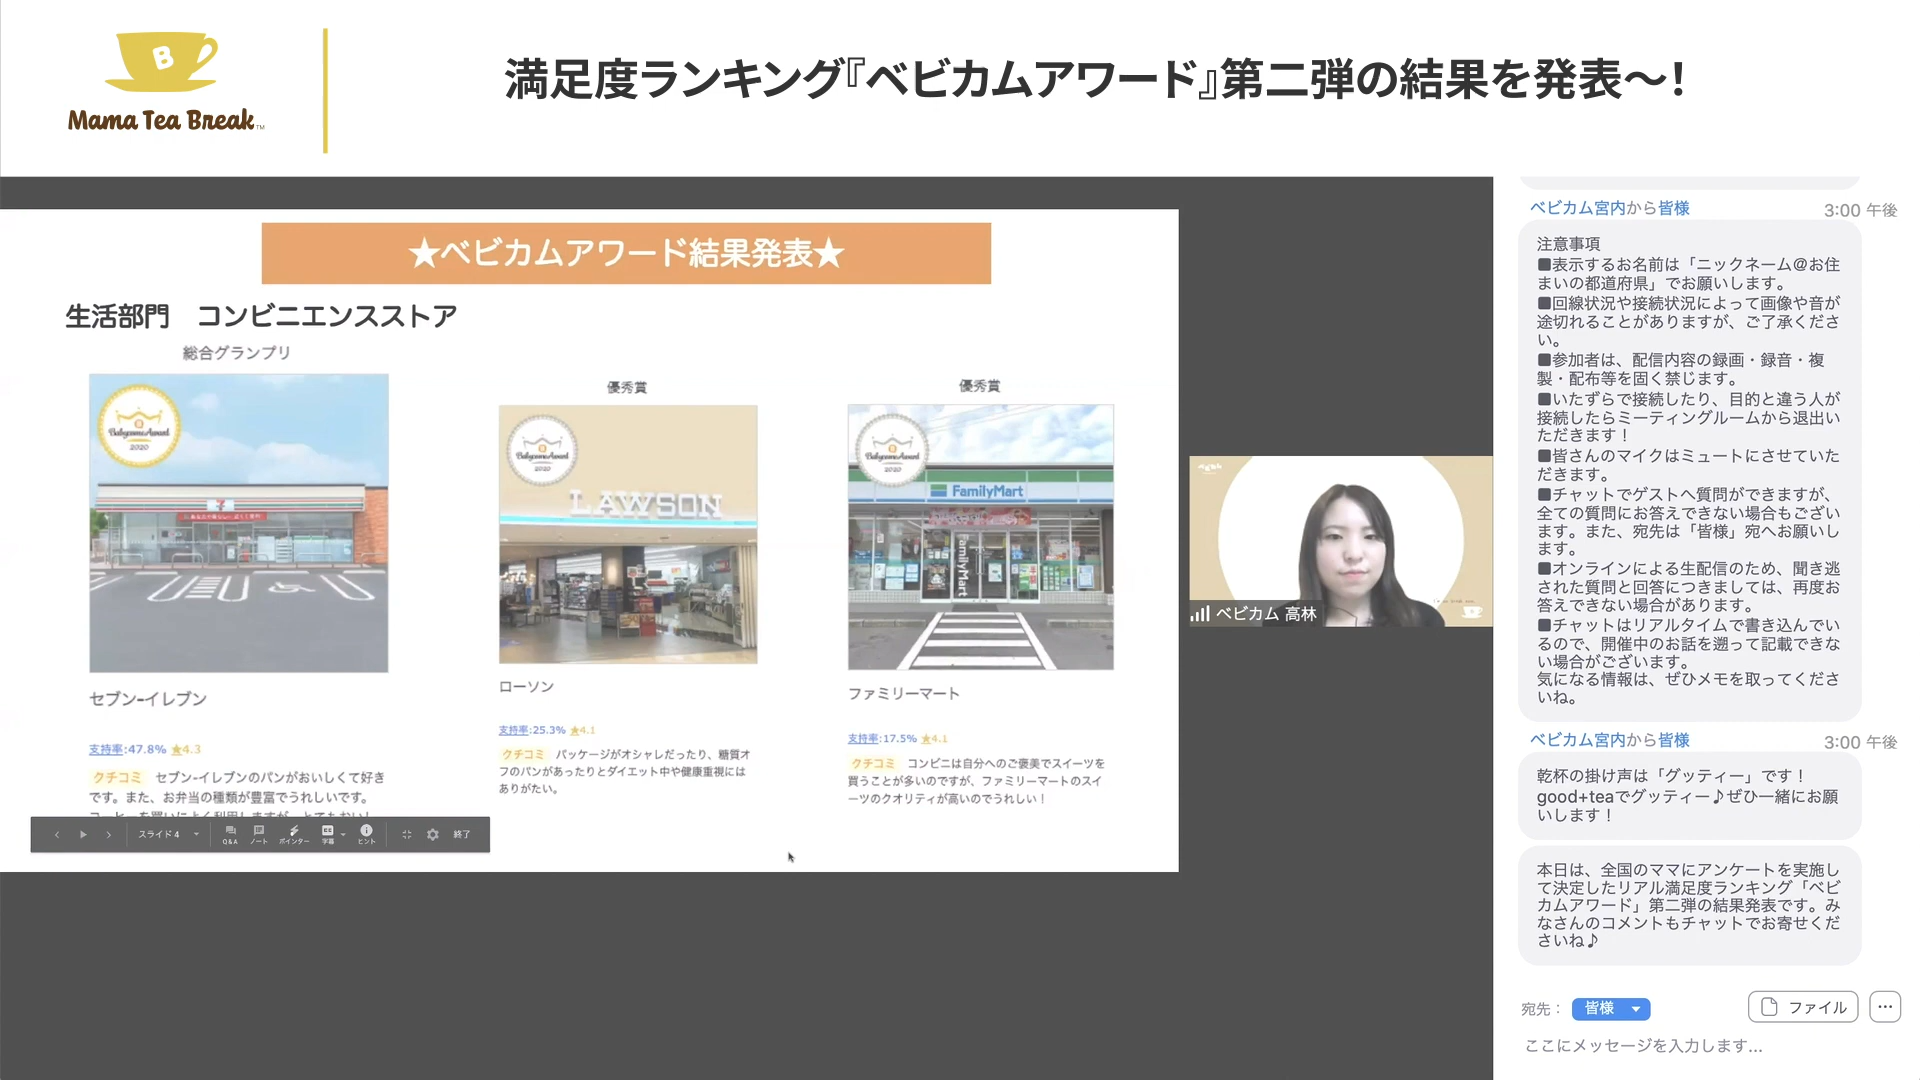 B
Mama Tea Break™
満足度ランキング『ベビカムアワード』第二弾の結果を発表～!
★ベビカムアワード結果発表★
生活部門　コンビニエンスストア
総合グランプリ
Babycome Award
2020
7
セブン-イレブン
支持率:47.8% ★4.3
クチコミ セブン-イレブンのパンがおいしくて好き
です。また、お弁当の種類が豊富でうれしいです。
優秀賞
Babycome Award
2020
LAWSON
ローソン
支持率:25.3% ★4.1
クチコミ パッケージがオシャレだったり、糖質オ
フのパンがあったりとダイエット中や健康重視には
ありがたい。
優秀賞
Babycome Award
2020
FamilyMart
FamilyMart
ファミリーマート
支持率:17.5% ★4.1
クチコミ コンビニは自分へのご褒美でスイーツを
買うことが多いのですが、ファミリーマートのスイ
ーツのクオリティが高いのでうれしい！
スライド 4
Q&A
ノート
ポインター
字幕
ヒント
終了
ベビカム 高林
ベビカム宮内から皆様
3:00 午後
注意事項
■表示するお名前は「ニックネーム＠お住
まいの都道府県」でお願いします。
■回線状況や接続状況によって画像や音が
途切れることがありますが、ご了承くださ
い。
■参加者は、配信内容の録画・録音・複
製・配布等を固く禁じます。
■いたずらで接続したり、目的と違う人が
接続したらミーティングルームから退出い
ただきます！
■皆さんのマイクはミュートにさせていた
だきます。
■チャットでゲストへ質問ができますが、
全ての質問にお答えできない場合もござい
ます。また、宛先は「皆様」宛へお願いし
ます。
■オンラインによる生配信のため、聞き逃
された質問と回答につきましては、再度お
答えできない場合があります。
■チャットはリアルタイムで書き込んでい
るので、開催中のお話を遡って記載できな
い場合がございます。
気になる情報は、ぜひメモを取ってくださ
いね。
ベビカム宮内から皆様
3:00 午後
乾杯の掛け声は「グッティー」です！
good+teaでグッティー♪ぜひ一緒にお願
いします！
本日は、全国のママにアンケートを実施し
て決定したリアル満足度ランキング「ベビ
カムアワード」第二弾の結果発表です。み
なさんのコメントもチャットでお寄せくだ
さいね♪
宛先：
皆様
ファイル
…
ここにメッセージを入力します...